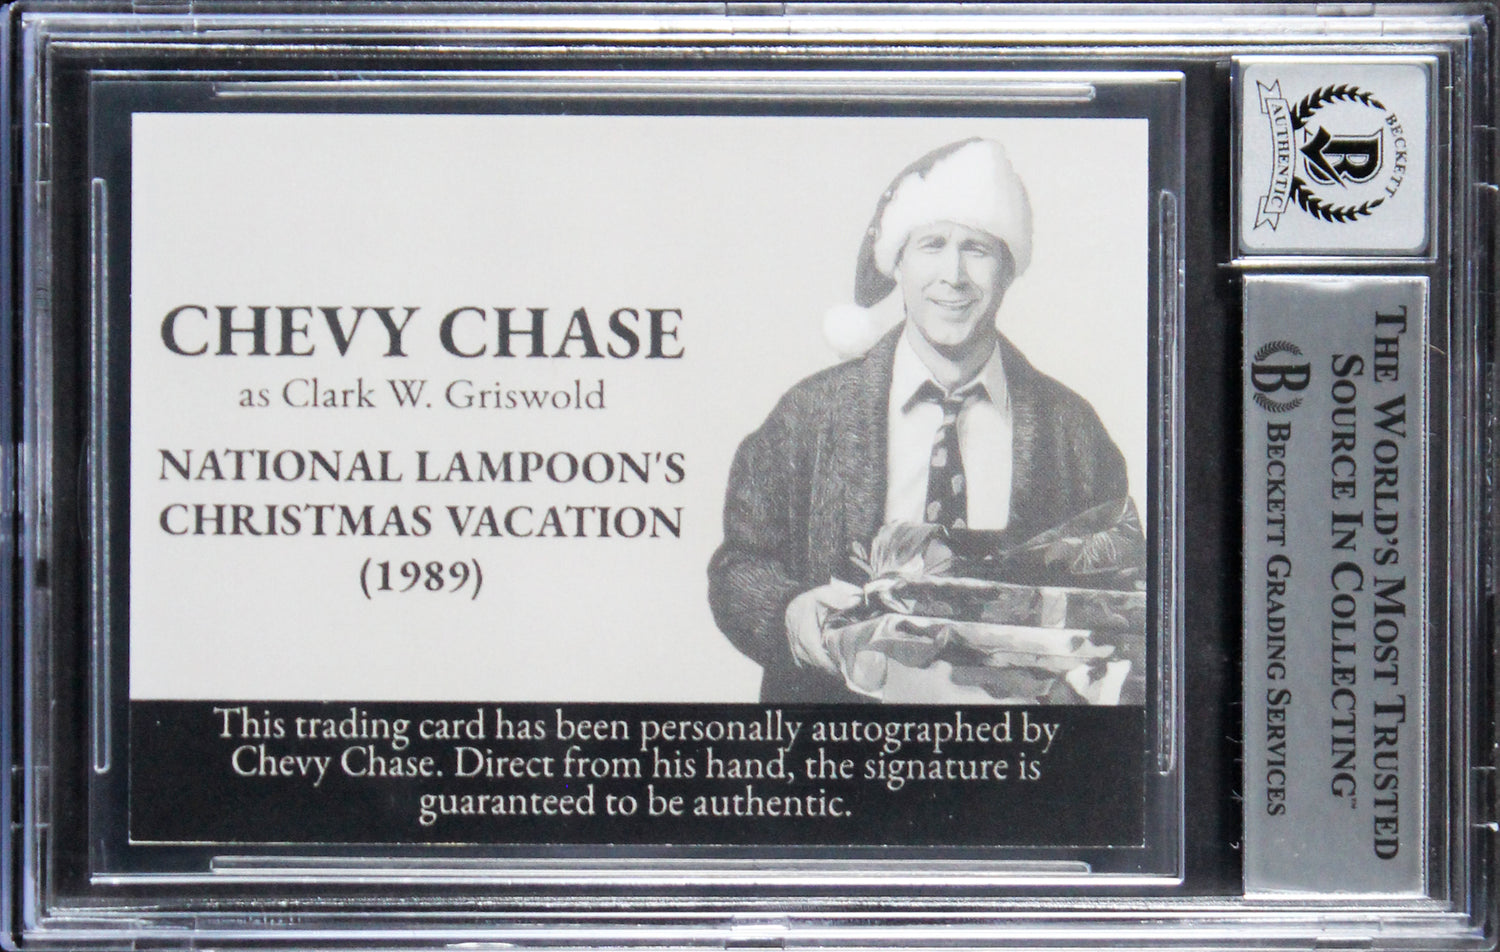 CHEVY CHASE
as Clark W. Griswold
NATIONAL LAMPOON'S
CHRISTMAS VACATION
(1989)
This trading card has been personally autographed by
Chevy Chase. Direct from his hand, the signature is
guaranteed to be authentic.
BECKETT
B
AUTHENTIC
THE WORLD'S MOST TRUSTED
SOURCE IN COLLECTING™
B BECKETT GRADING SERVICES